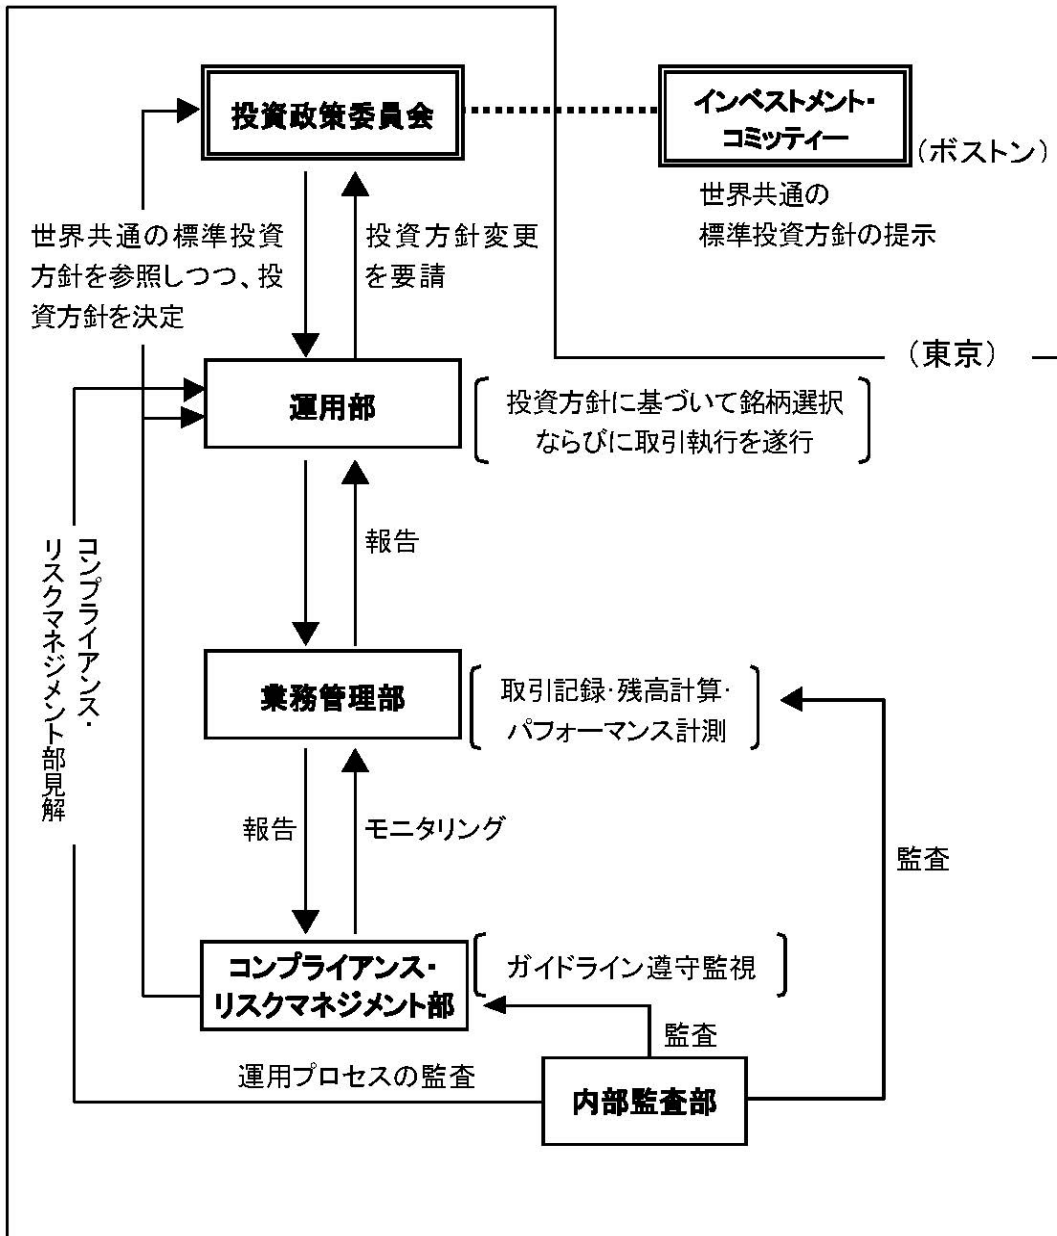 投資政策委員会
インベストメント・
コミッティー
(ボストン)
世界共通の
標準投資方針の提示
世界共通の標準投資
方針を参照しつつ、投
資方針を決定
投資方針変更
を要請
(東京)
運用部
投資方針に基づいて銘柄選択
ならびに取引執行を遂行
報告
コンプライアンス・
リスクマネジメント部見解
業務管理部
取引記録・残高計算・
パフォーマンス計測
報告
モニタリング
監査
コンプライアンス・
リスクマネジメント部
ガイドライン遵守監視
監査
運用プロセスの監査
内部監査部